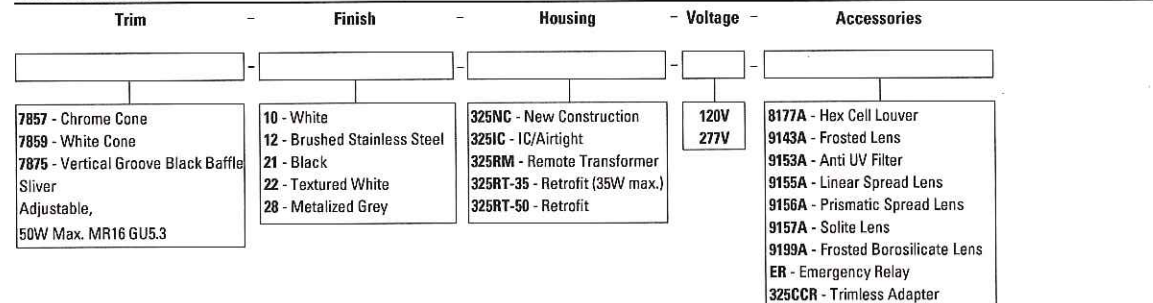 Trim - Finish - Housing - Voltage - Accessories
- - - -
7857 - Chrome Cone
7859 - White Cone
7875 - Vertical Groove Black Baffle
Sliver
Adjustable,
50W Max. MR16 GU5.3
10 - White
12 - Brushed Stainless Steel
21 - Black
22 - Textured White
28 - Metalized Grey
325NC - New Construction
325IC - IC/Airtight
325RM - Remote Transformer
325RT-35 - Retrofit (35W max.)
325RT-50 - Retrofit
120V
277V
8177A - Hex Cell Louver
9143A - Frosted Lens
9153A - Anti UV Filter
9155A - Linear Spread Lens
9156A - Prismatic Spread Lens
9157A - Solite Lens
9199A - Frosted Borosilicate Lens
ER - Emergency Relay
325CCR - Trimless Adapter